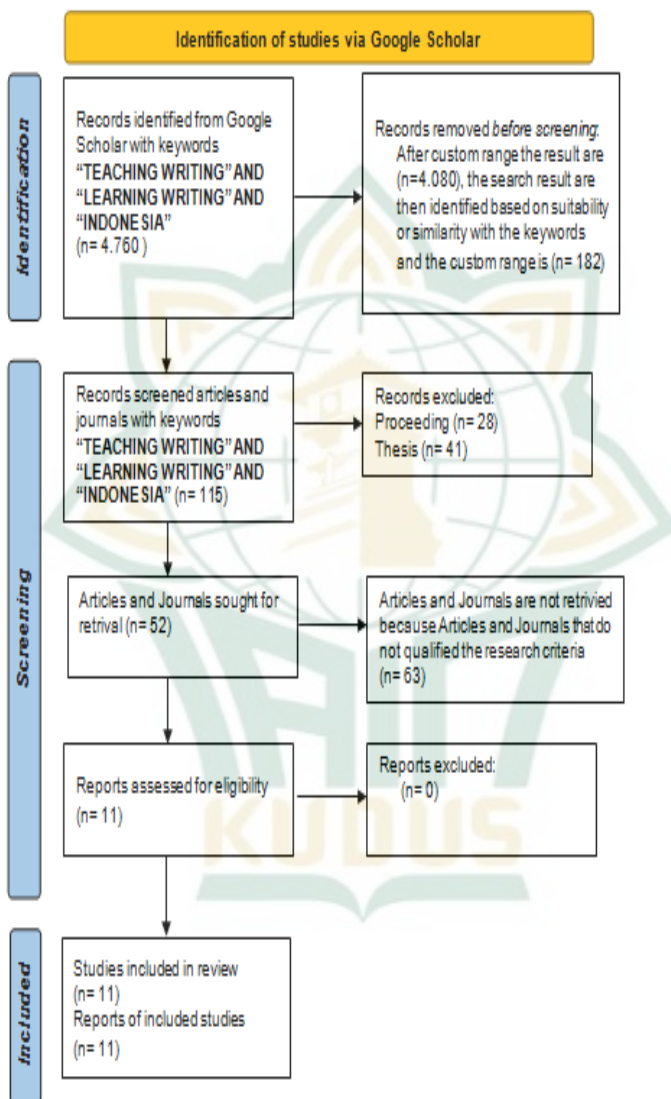 Identification of studies via Google Scholar
Identification
Records identified from Google
Scholar with keywords
“TEACHING WRITING” AND
“LEARNING WRITING” AND
“INDONESIA”
(n= 4.760 )
Records removed before screening:
After custom range the result are
(n=4.080), the search result are
then identified based on suitability
or similarity with the keywords
and the custom range is (n= 182)
Screening
Records screened articles and
journals with keywords
“TEACHING WRITING” AND
“LEARNING WRITING” AND
“INDONESIA” (n= 115)
Records excluded:
Proceeding (n= 28)
Thesis (n= 41)
Articles and Journals sought for
retrival (n= 52)
Articles and Journals are not retrivied
because Articles and Journals that do
not qualified the research criteria
(n= 63)
Reports assessed for eligibility
(n= 11)
Reports excluded:
(n= 0)
Included
Studies included in review
(n= 11)
Reports of included studies
(n= 11)
KUDUS